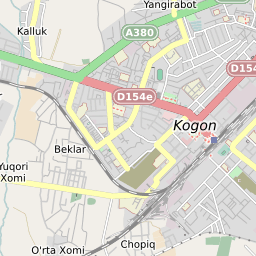 Yangirabot
Kalluk
A380
D154e
D154
Kogon
Beklar
Yuqori
Xomi
O'rta Xomi
Chopiq